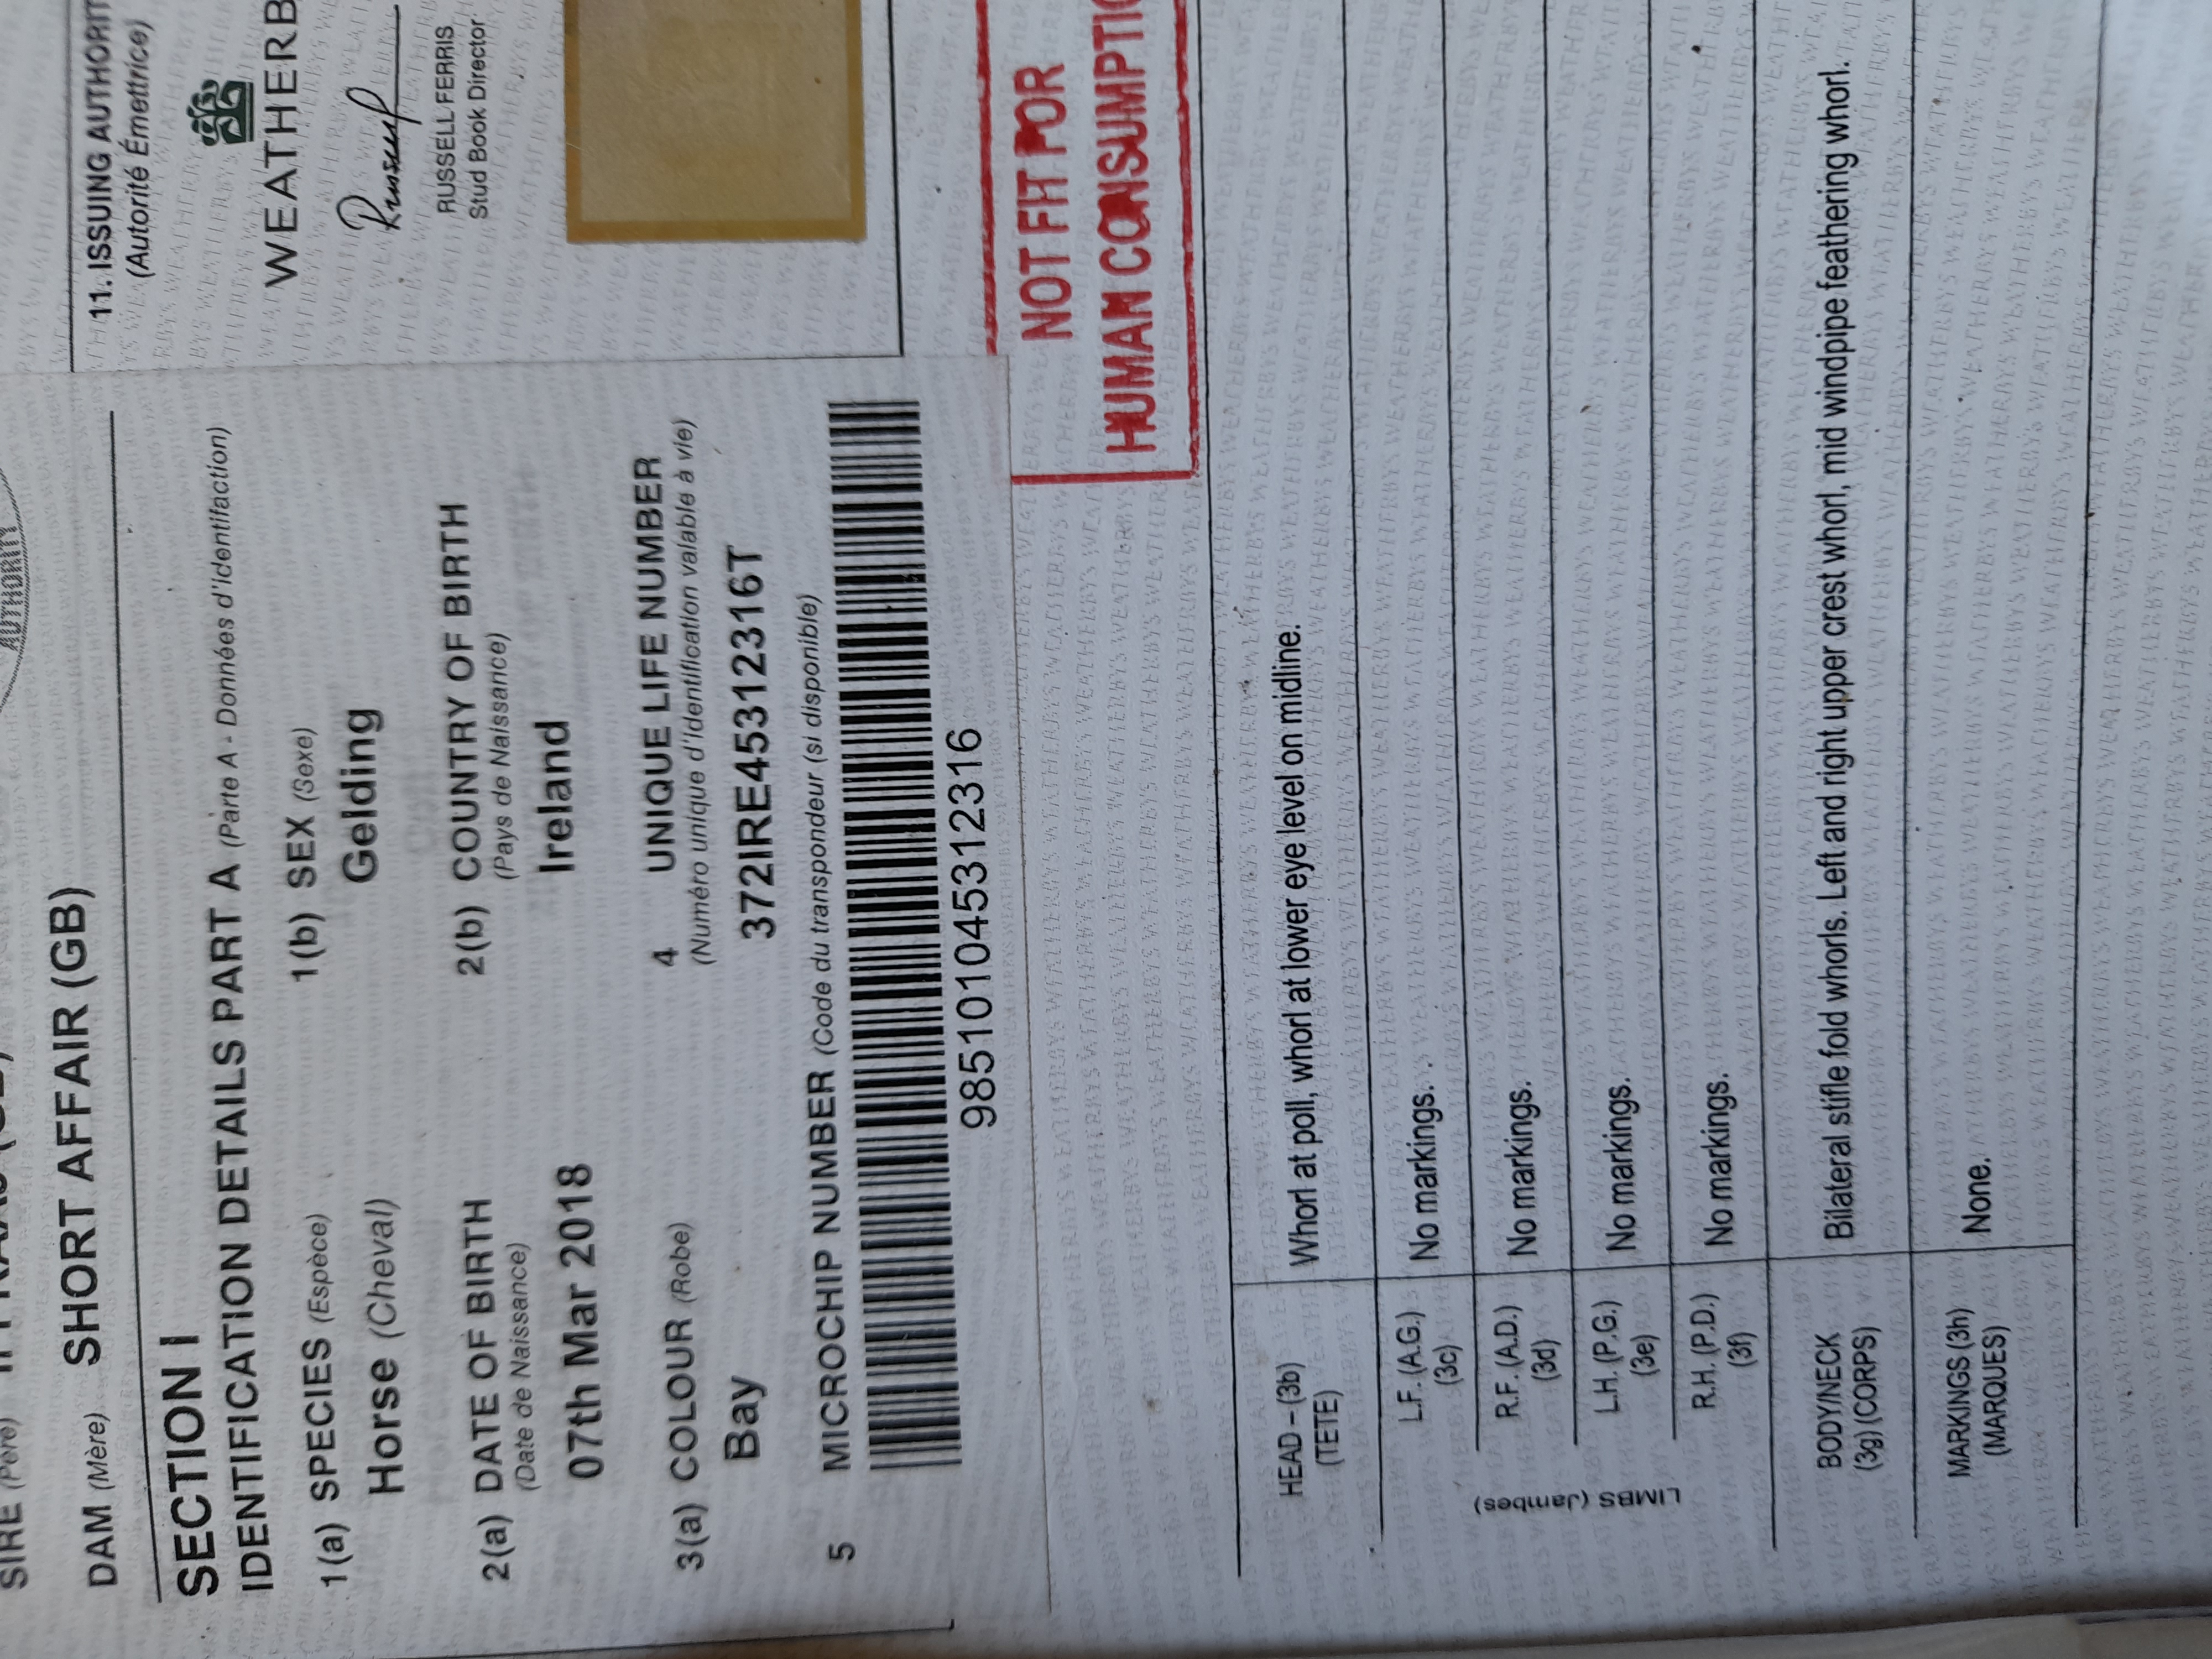 DAM (Mère) SHORT AFFAIR (GB)
SECTION I
IDENTIFICATION DETAILS PART A (Parte A - Données d'identifaction)
1(a) SPECIES (Espèce)
Horse (Cheval)
1(b) SEX (Sexe)
Gelding
2(a) DATE OF BIRTH
(Date de Naissance)
07th Mar 2018
2(b) COUNTRY OF BIRTH
(Pays de Naissance)
Ireland
3(a) COLOUR (Robe)
Bay
4 UNIQUE LIFE NUMBER
(Numéro unique d'identification valable à vie)
372IRE45312316T
5 MICROCHIP NUMBER (Code du transpondeur (si disponible)
985101045312316
AUTHORITY
11. ISSUING AUTHORIT
(Autorité Émettrice)
WEATHERB
RUSSELL FERRIS
Stud Book Director
NOT FIT FOR
HUMAN CONSUMPTIO
HEAD - (3b)
(TETE)
Whorl at poll, whorl at lower eye level on midline.
LIMBS (Jambes)
L.F. (A.G.)
(3c)
No markings.
R.F. (A.D.)
(3d)
No markings.
L.H. (P.G.)
(3e)
No markings.
R.H. (P.D.)
(3f)
No markings.
BODY/NECK
(3g) (CORPS)
Bilateral stifle fold whorls. Left and right upper crest whorl, mid windpipe feathering whorl.
MARKINGS (3h)
(MARQUES)
None.